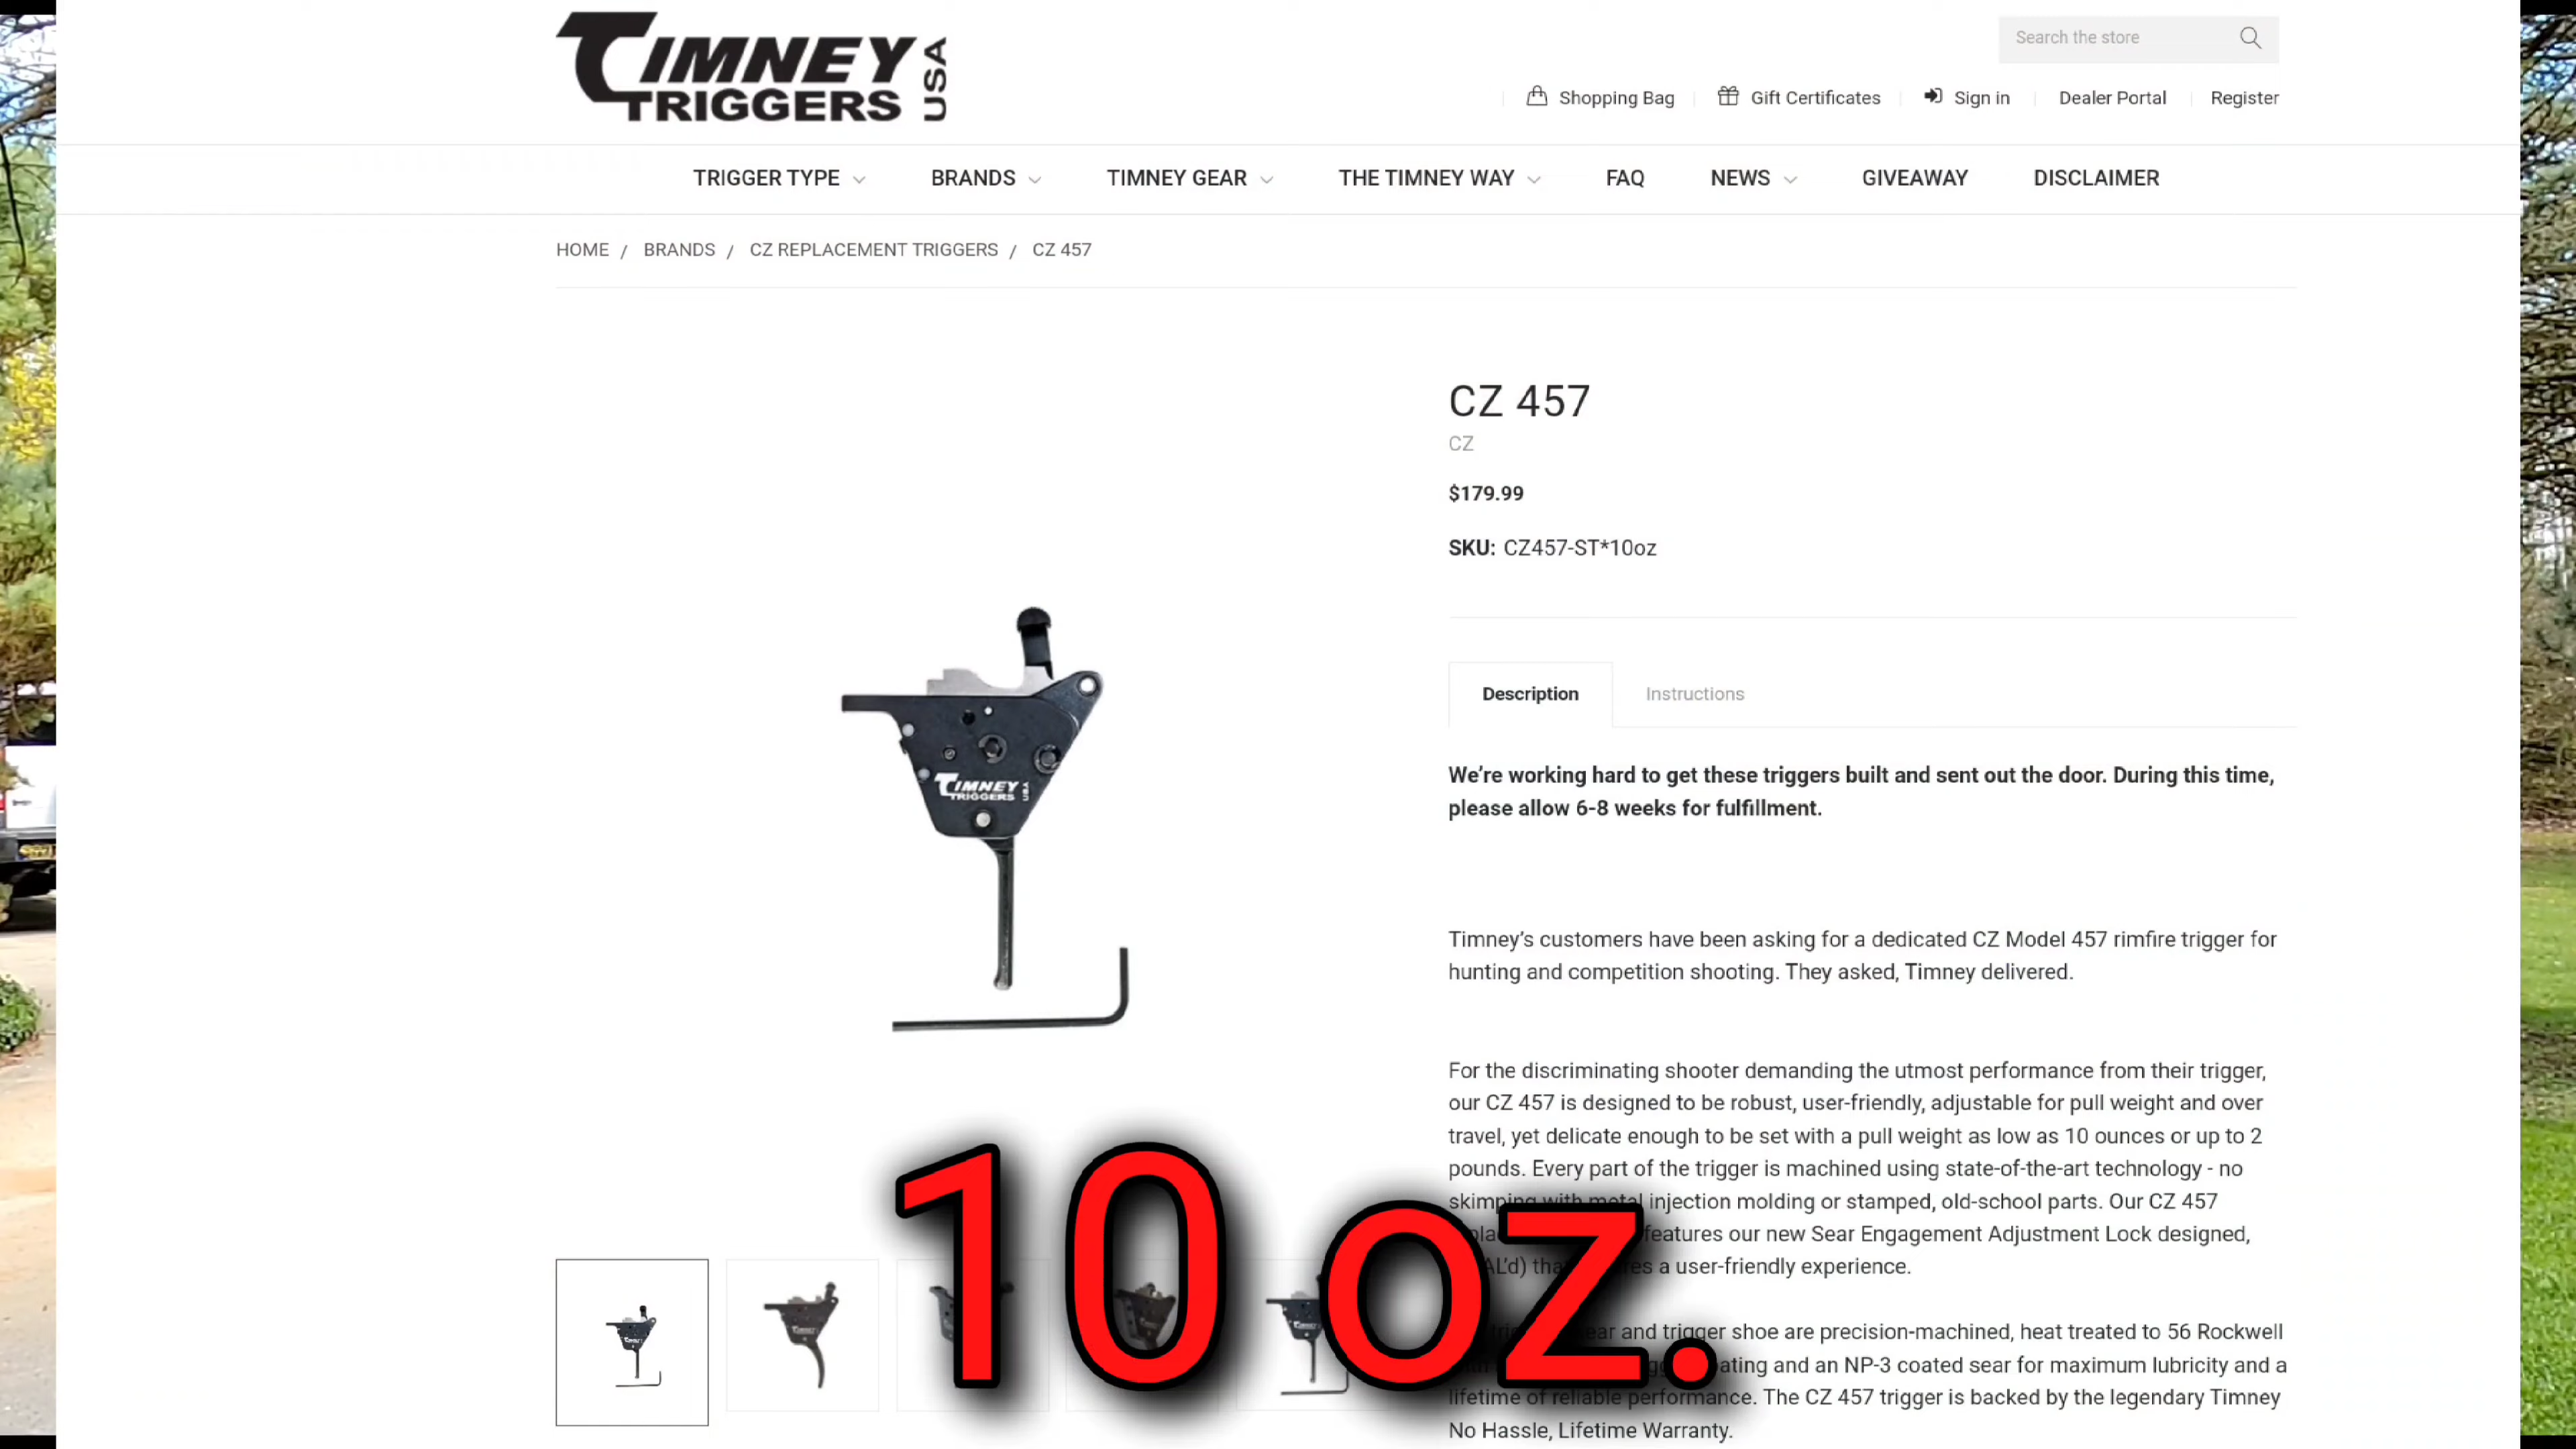 TIMNEY
TRIGGERS
USA
Search the store
Shopping Bag
Gift Certificates
Sign in
Dealer Portal
Register
TRIGGER TYPE
BRANDS
TIMNEY GEAR
THE TIMNEY WAY
FAQ
NEWS
GIVEAWAY
DISCLAIMER
HOME / BRANDS / CZ REPLACEMENT TRIGGERS / CZ 457
CZ 457
CZ
$179.99
SKU: CZ457-ST*10oz
Description
Instructions
We're working hard to get these triggers built and sent out the door. During this time,
please allow 6-8 weeks for fulfillment.
Timney's customers have been asking for a dedicated CZ Model 457 rimfire trigger for
hunting and competition shooting. They asked, Timney delivered.
For the discriminating shooter demanding the utmost performance from their trigger,
our CZ 457 is designed to be robust, user-friendly, adjustable for pull weight and over
travel, yet delicate enough to be set with a pull weight as low as 10 ounces or up to 2
pounds. Every part of the trigger is machined using state-of-the-art technology - no
skimping with metal injection molding or stamped, old-school parts. Our CZ 457
features our new Sear Engagement Adjustment Lock designed,
a user-friendly experience.
and trigger shoe are precision-machined, heat treated to 56 Rockwell
and an NP-3 coated sear for maximum lubricity and a
lifetime of reliable performance. The CZ 457 trigger is backed by the legendary Timney
No Hassle, Lifetime Warranty.
TIMNEY
TRIGGERS
USA
10 oz.